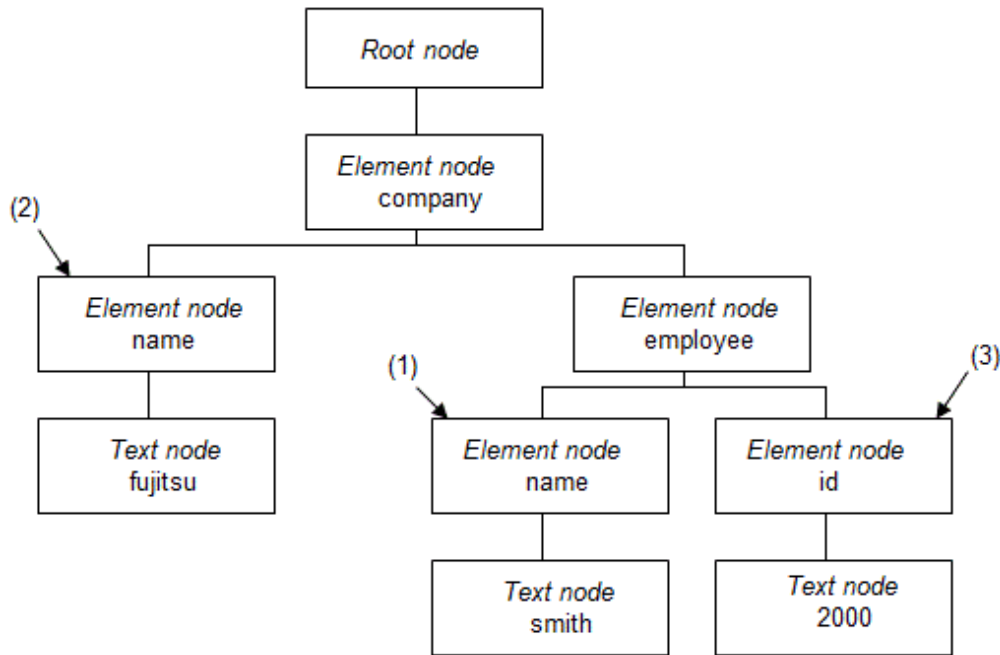 Root node
Element node
company
(2)
Element node
name
Element node
employee
(1)
(3)
Text node
fujitsu
Element node
name
Element node
id
Text node
smith
Text node
2000